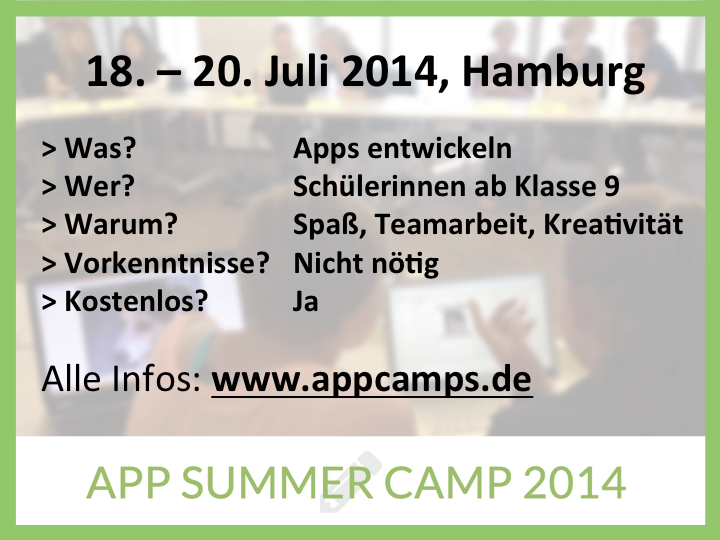 18. – 20. Juli 2014, Hamburg
> Was? Apps entwickeln
> Wer? Schülerinnen ab Klasse 9
> Warum? Spaß, Teamarbeit, Kreativität
> Vorkenntnisse? Nicht nötig
> Kostenlos? Ja
Alle Infos: www.appcamps.de
APP SUMMER CAMP 2014